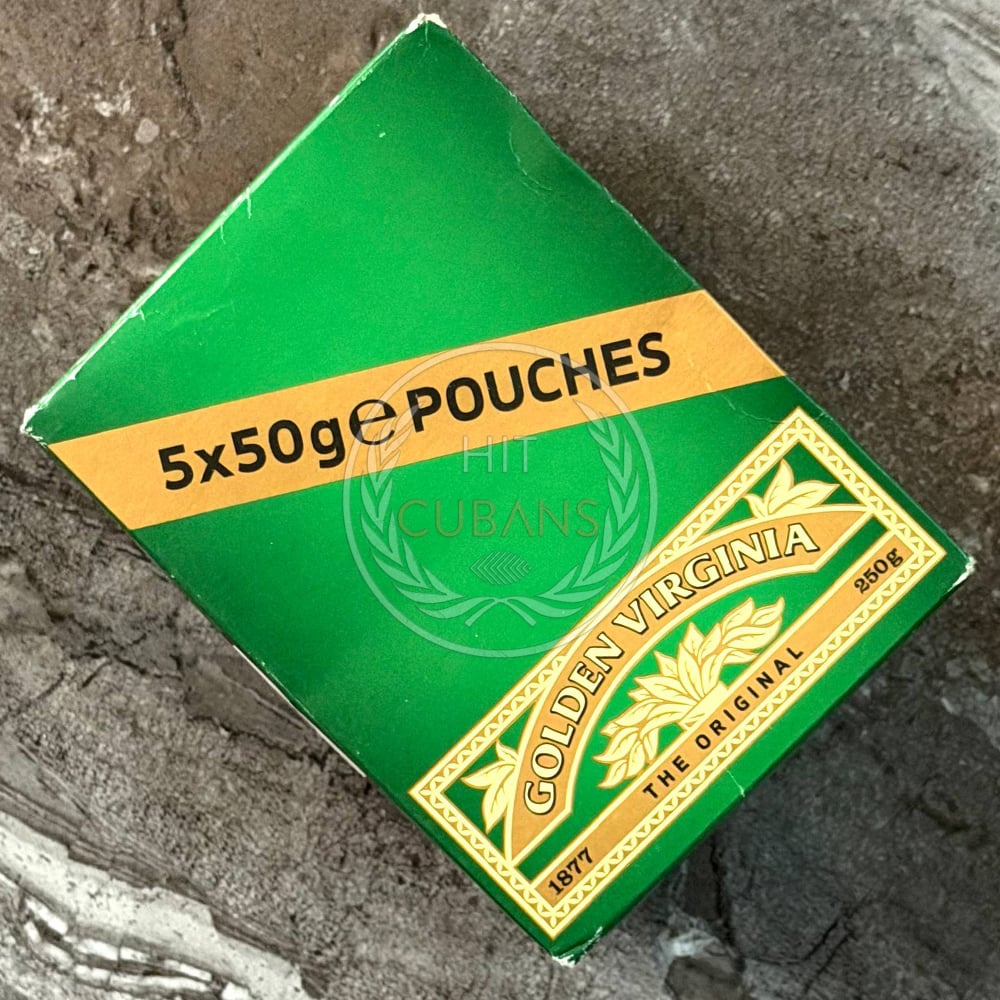 5x50g℮ POUCHES
HIT
CUBANS
GOLDEN VIRGINIA
THE ORIGINAL
1877
250g